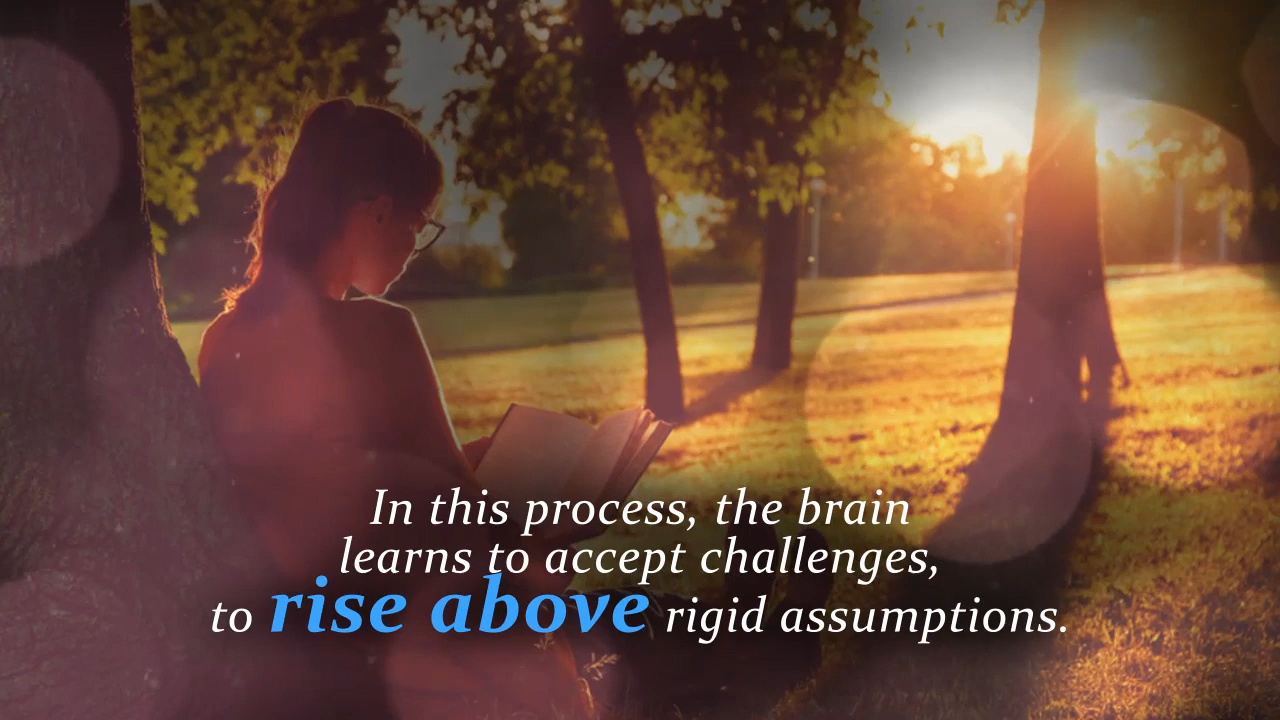 In this process, the brain
learns to accept challenges,
to rise above rigid assumptions.